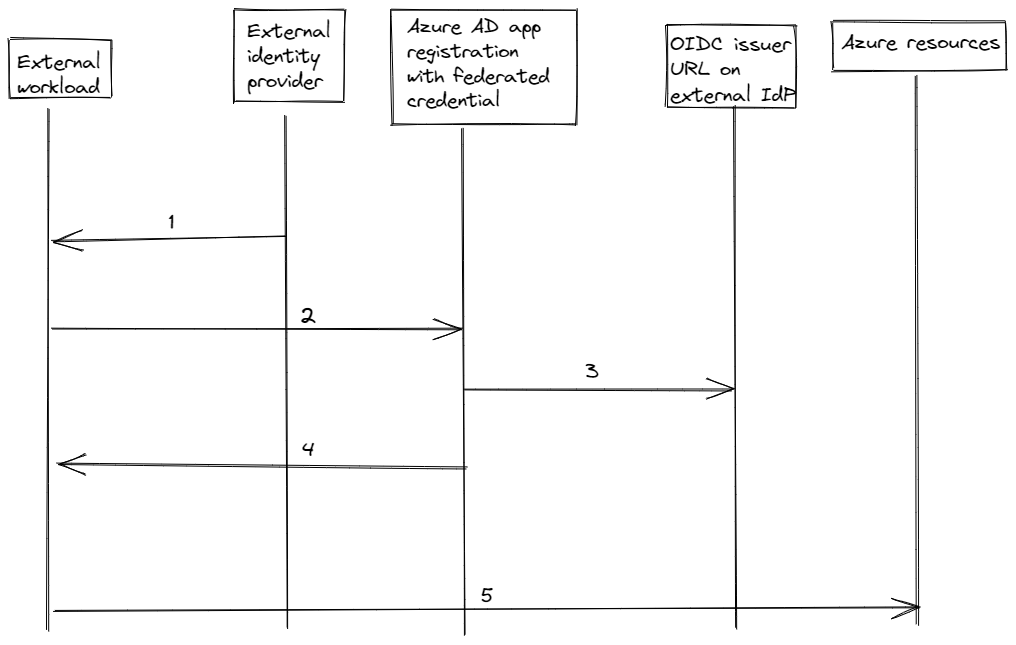 External
workload
External
identity
provider
Azure AD app
registration
with federated
credential
OIDC issuer
URL on
external IdP
Azure resources
1
2
3
4
5